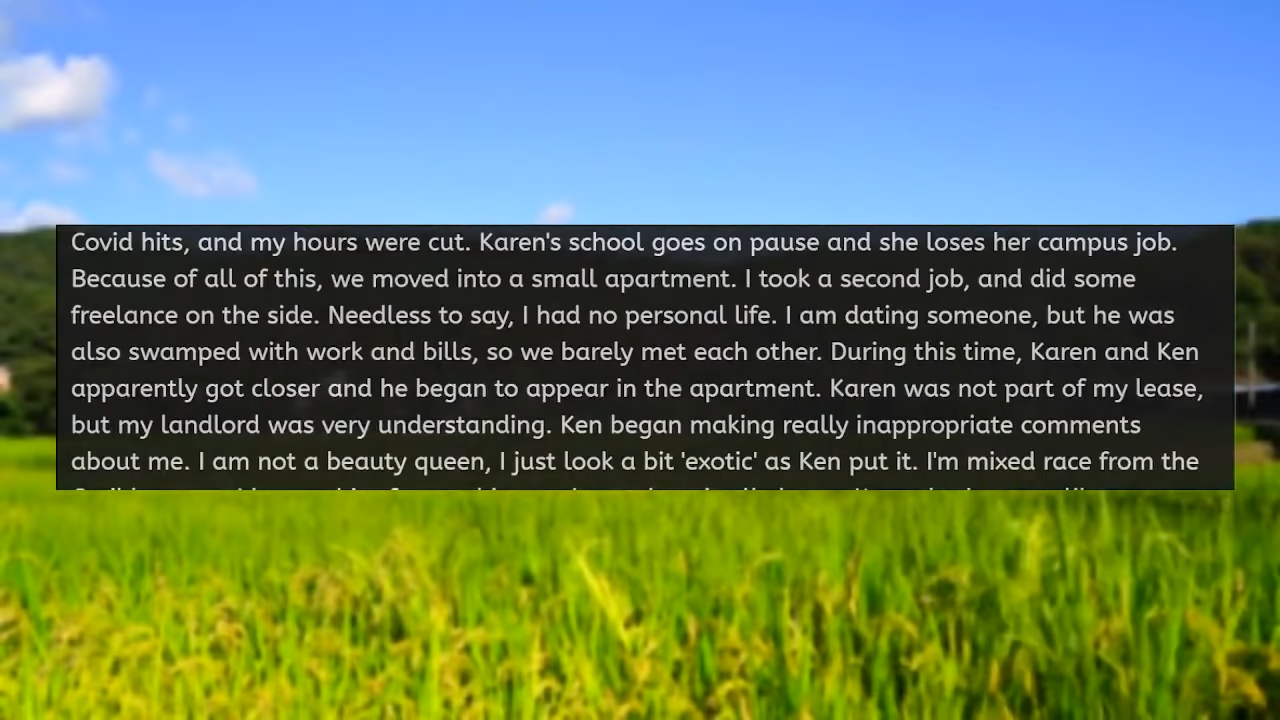 Covid hits, and my hours were cut. Karen's school goes on pause and she loses her campus job.
Because of all of this, we moved into a small apartment. I took a second job, and did some
freelance on the side. Needless to say, I had no personal life. I am dating someone, but he was
also swamped with work and bills, so we barely met each other. During this time, Karen and Ken
apparently got closer and he began to appear in the apartment. Karen was not part of my lease,
but my landlord was very understanding. Ken began making really inappropriate comments
about me. I am not a beauty queen, I just look a bit 'exotic' as Ken put it. I'm mixed race from the